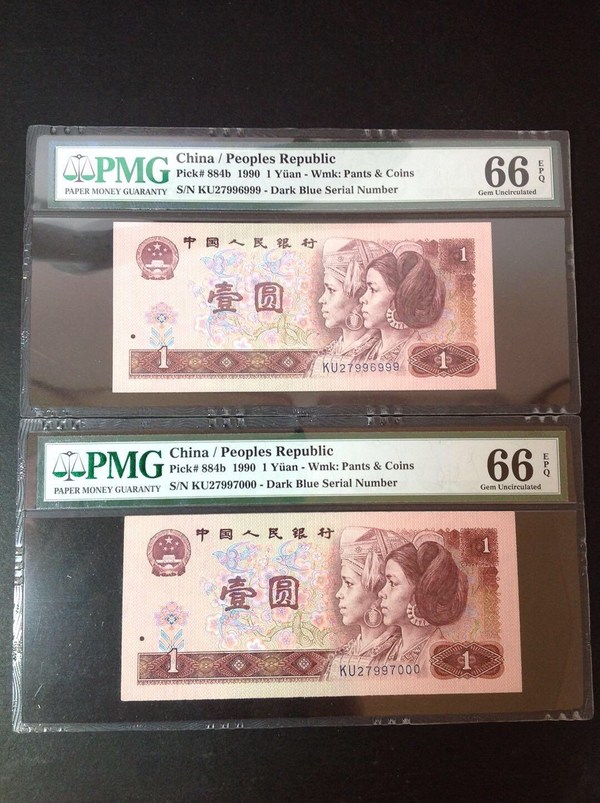 PMG
PAPER MONEY GUARANTY
China / Peoples Republic
Pick# 884b 1990 1 Yüan - Wmk: Pants & Coins
S/N KU27996999 - Dark Blue Serial Number
66 EPQ
Gem Uncirculated
中国人民银行
1
壹圆
1
KU27996999
1
PMG
PAPER MONEY GUARANTY
China / Peoples Republic
Pick# 884b 1990 1 Yüan - Wmk: Pants & Coins
S/N KU27997000 - Dark Blue Serial Number
66 EPQ
Gem Uncirculated
中国人民银行
1
壹圆
1
KU27997000
1